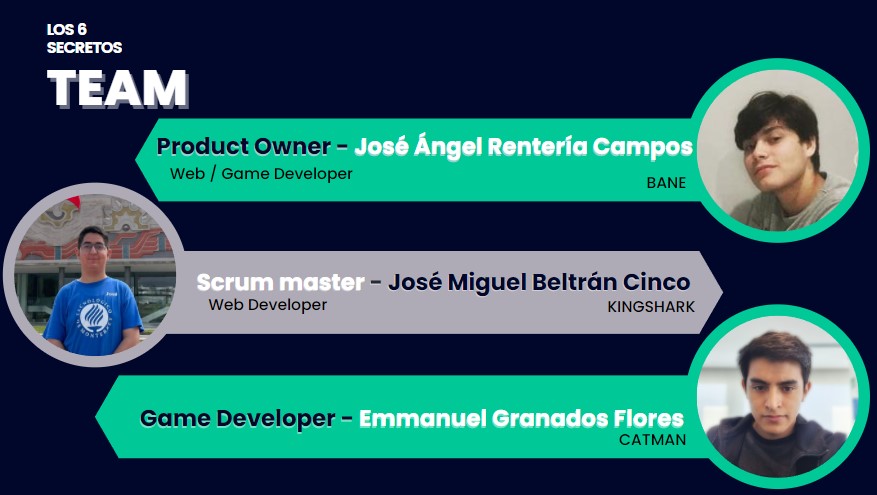 LOS 6
SECRETOS
TEAM
Product Owner - José Ángel Rentería Campos
Web / Game Developer
BANE
Scrum master - José Miguel Beltrán Cinco
Web Developer
KINGSHARK
Game Developer - Emmanuel Granados Flores
CATMAN